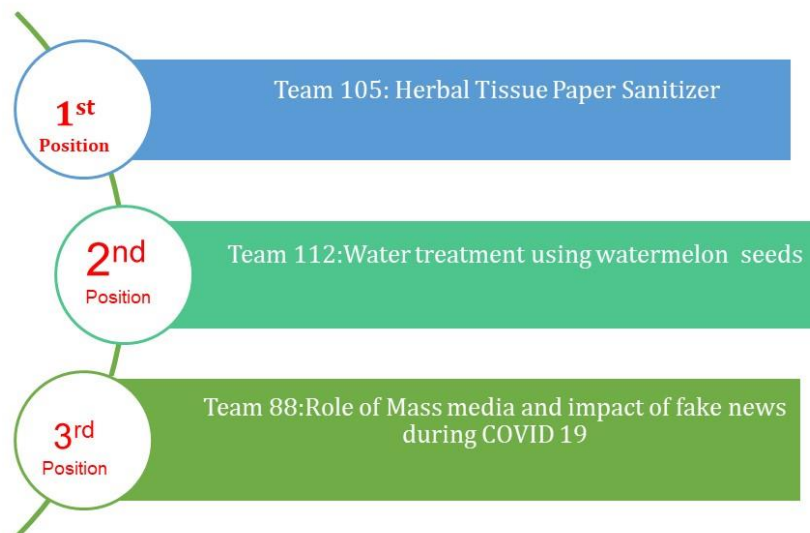 1st
Position
Team 105: Herbal Tissue Paper Sanitizer
2nd
Position
Team 112:Water treatment using watermelon seeds
3rd
Position
Team 88:Role of Mass media and impact of fake news
during COVID 19